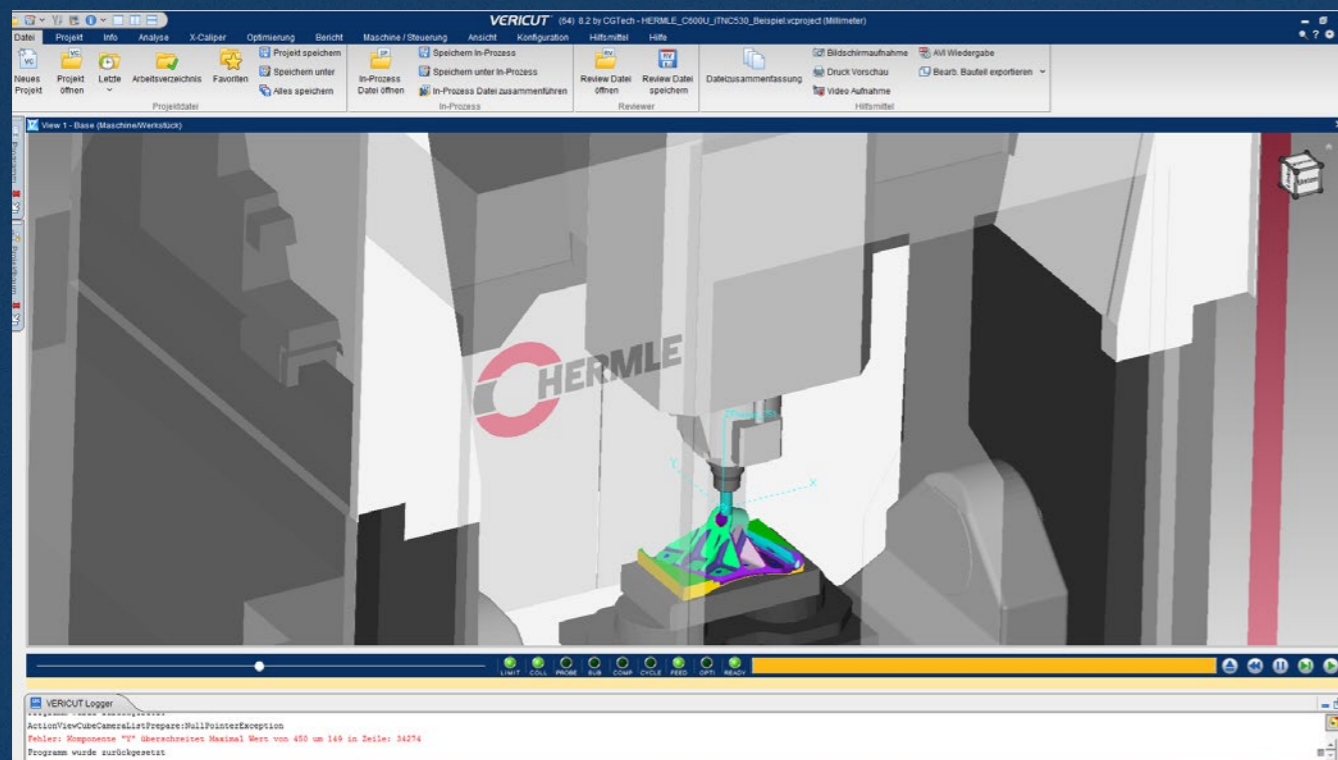 VERICUT (64) 8.2 by CGTech - HERMLE_C600U_iTNC530_Beispiel.vcproject (Millimeter)
Datei Projekt Info Analyse X-Caliper Optimierung Bericht Maschine / Steuerung Ansicht Konfiguration Hilfsmittel Hilfe
Neues Projekt
Projekt öffnen
Letzte
Arbeitsverzeichnis
Favoriten
Projekt speichern
Speichern unter
Alles speichern
Projektdatei
In-Prozess Datei öffnen
Speichern In-Prozess
Speichern unter In-Prozess
In-Prozess Datei zusammenführen
In-Prozess
Review Datei öffnen
Review Datei speichern
Reviewer
Dateizusammenfassung
Bildschirmaufnahme
Druck Vorschau
Video Aufnahme
AVI Wiedergabe
Bearb. Bauteil exportieren
Hilfsmittel
View 1 - Base (Maschine/Werkstück)
HERMLE
Y
X
LIMIT COLL PROBE SUB COMP CYCLE FEED OPTI READY
VERICUT Logger
ActionViewCubeCameraListPrepare:NullPointerException
Fehler: Komponente "Y" überschreitet Maximal Wert von 450 um 149 in Zeile: 34274
Programm wurde zurückgesetzt